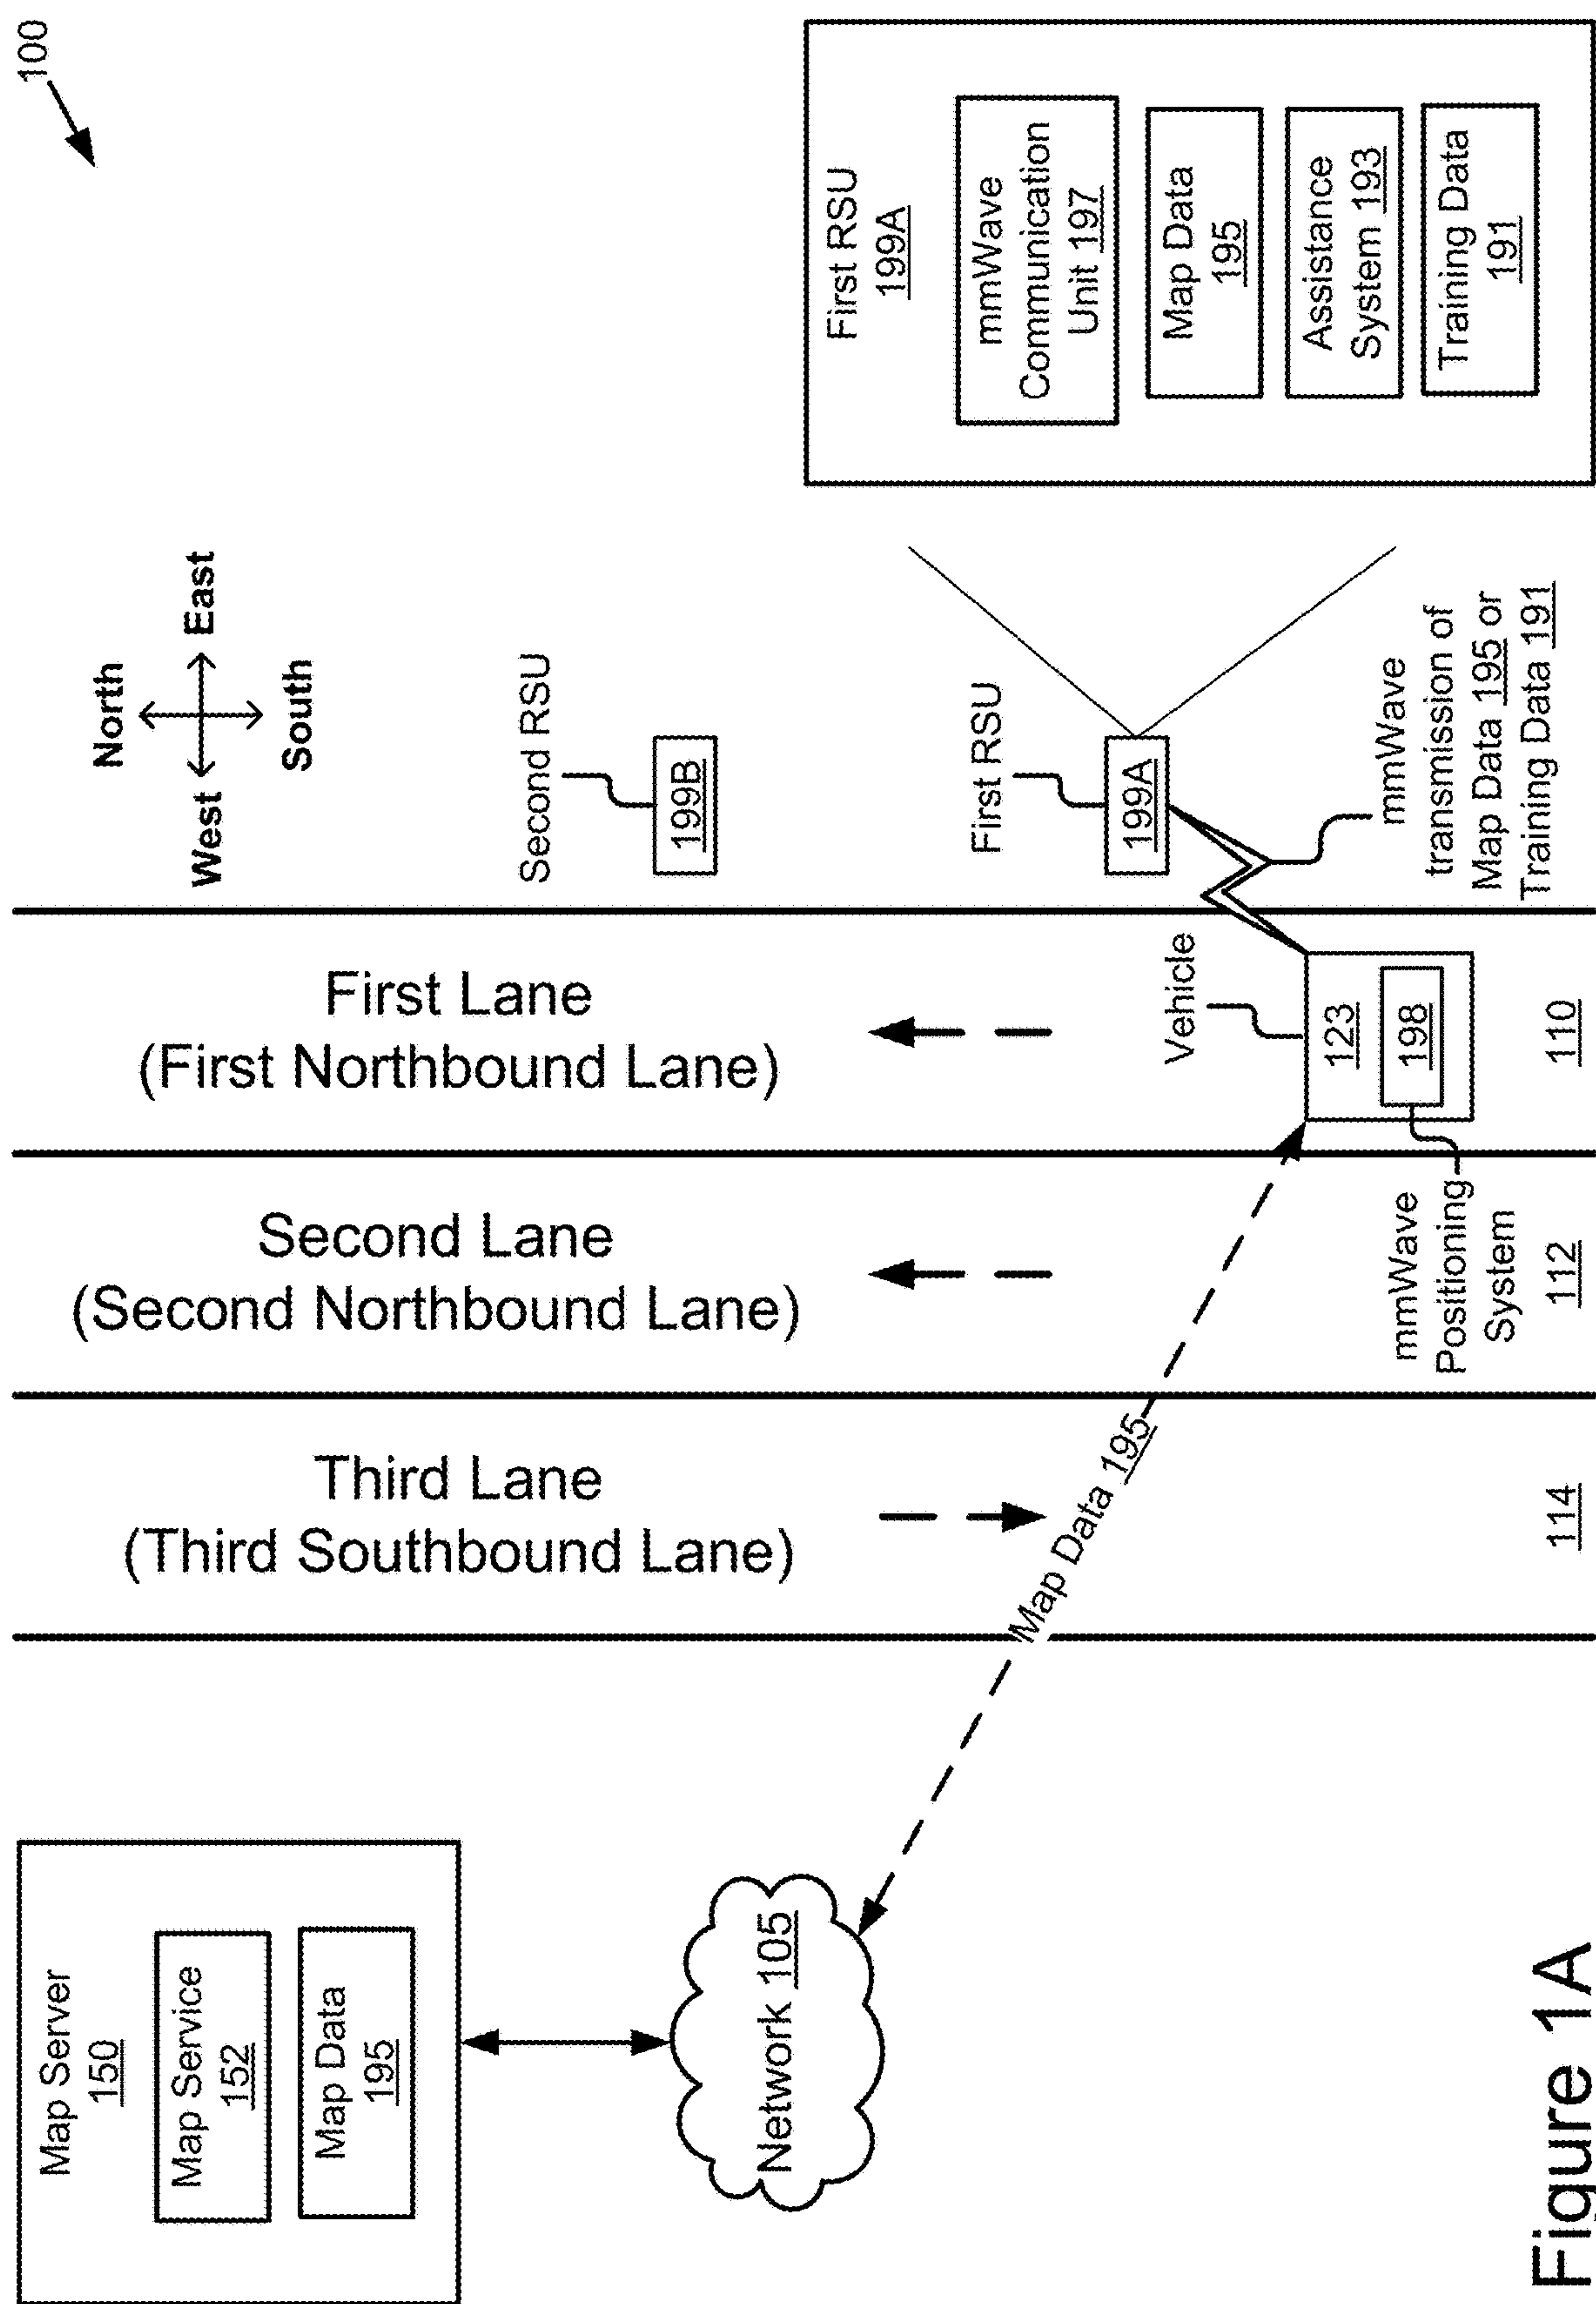 100
Map Server
150
Map Service
152
Map Data
195
Network 105
Map Data 195
Third Lane
(Third Southbound Lane)
114
Second Lane
(Second Northbound Lane)
112
First Lane
(First Northbound Lane)
110
Vehicle
123
198
mmWave
Positioning
System
North
West
East
South
Second RSU
199B
First RSU
199A
mmWave
transmission of
Map Data 195 or
Training Data 191
First RSU
199A
mmWave
Communication
Unit 197
Map Data
195
Assistance
System 193
Training Data
191
Figure 1A